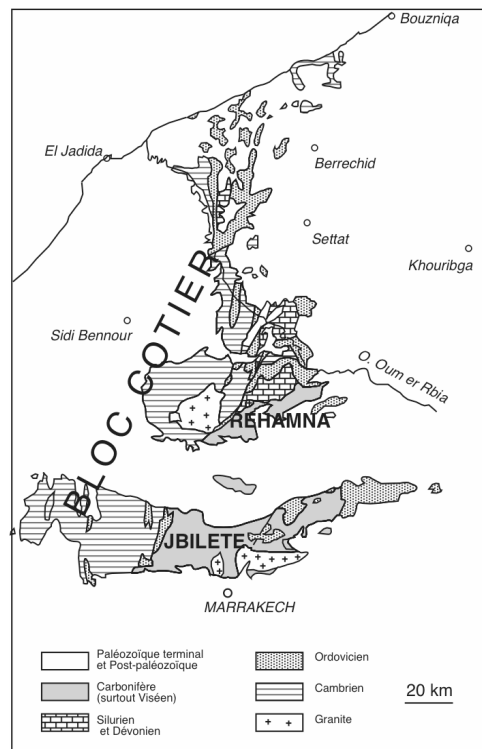 Bouzniqa
El Jadida
Berrechid
Settat
Khouribga
Sidi Bennour
BLOC COTIER
O. Oum er Rbia
REHAMNA
JBILETE
MARRAKECH
Paléozoïque terminal
et Post-paléozoïque
Carbonifère
(surtout Viséen)
Silurien
et Dévonien
Ordovicien
Cambrien
Granite
20 km